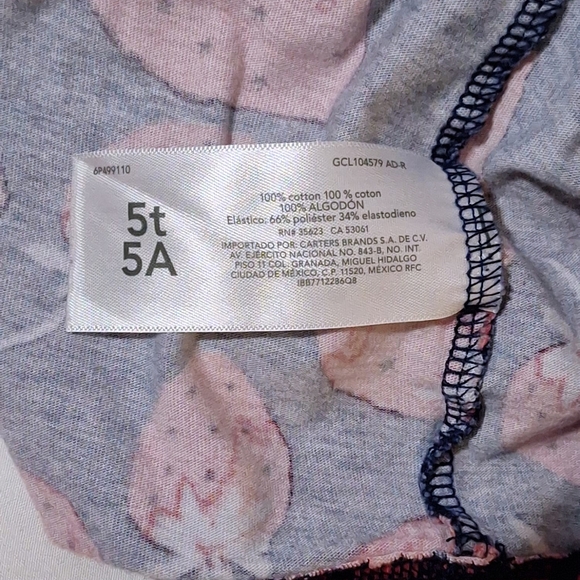 6P499110
GCL104579 AD-R
5t
5A
100% cotton 100 % coton
100% ALGODÓN
Elástico: 66% poliéster 34% elastodieno
RN# 35623 CA 53061
IMPORTADO POR: CARTERS BRANDS S.A. DE C.V.
AV. EJÉRCITO NACIONAL NO. 843-B, NO. INT.
PISO 11 COL. GRANADA, MIGUEL HIDALGO
CIUDAD DE MÉXICO, C.P. 11520, MÉXICO RFC
IBB7712286Q8